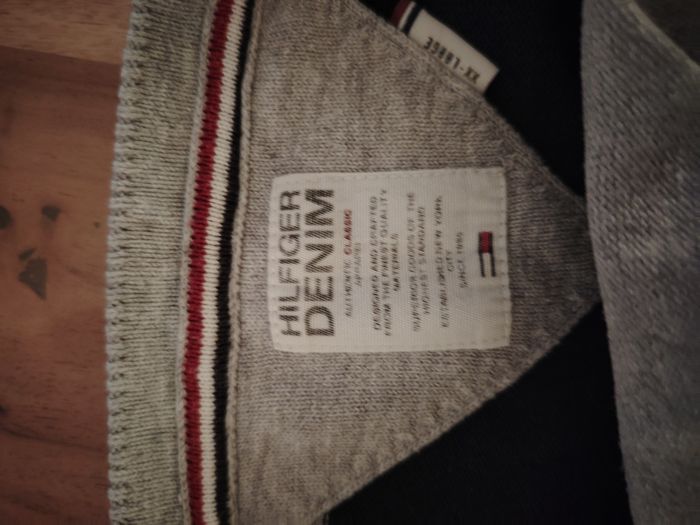 HILFIGER
DENIM
AUTHENTIC CLASSIC
APPAREL
DESIGNED AND CRAFTED
FROM THE FINEST QUALITY
MATERIALS
SUPERIOR GOODS OF THE
HIGHEST STANDARD
ESTABLISHED NEW YORK
CITY
SINCE 1985
XX-LARGE